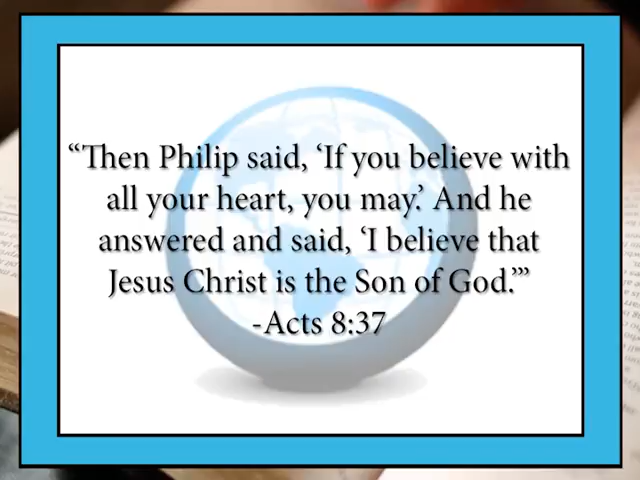 “Then Philip said, ‘If you believe with
all your heart, you may.’ And he
answered and said, ‘I believe that
Jesus Christ is the Son of God.’”
-Acts 8:37